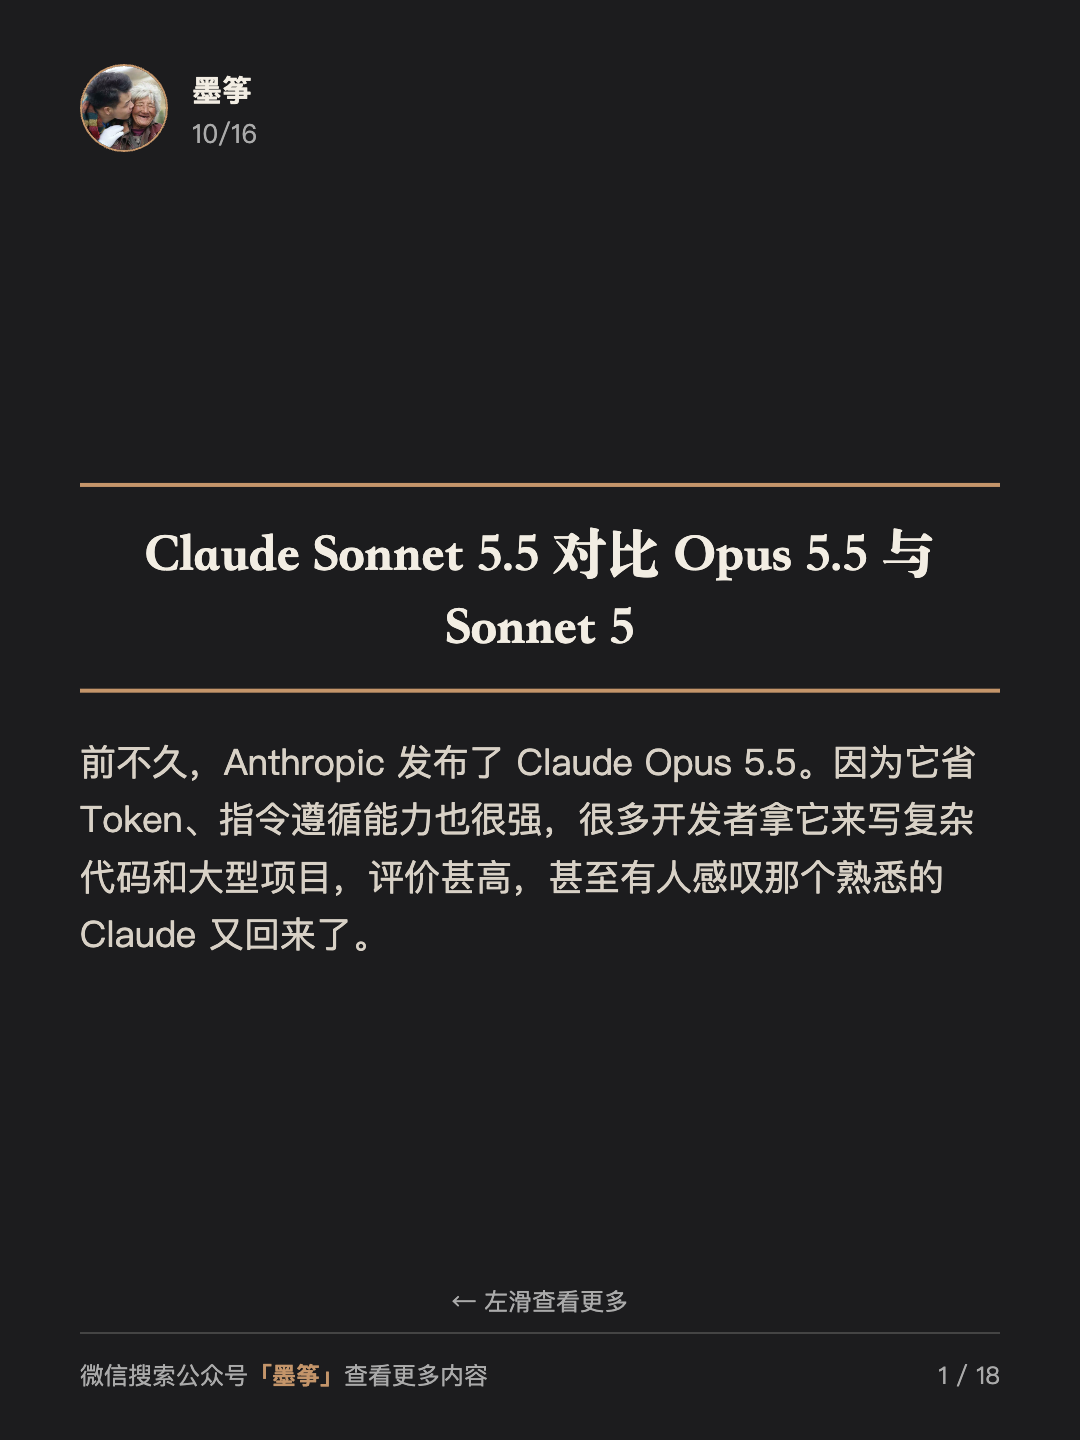 墨筝
10/16
Claude Sonnet 5.5 对比 Opus 5.5 与
Sonnet 5
前不久，Anthropic 发布了 Claude Opus 5.5。因为它省
Token、指令遵循能力也很强，很多开发者拿它来写复杂
代码和大型项目，评价甚高，甚至有人感叹那个熟悉的
Claude 又回来了。
← 左滑查看更多
微信搜索公众号「墨筝」查看更多内容
1 / 18